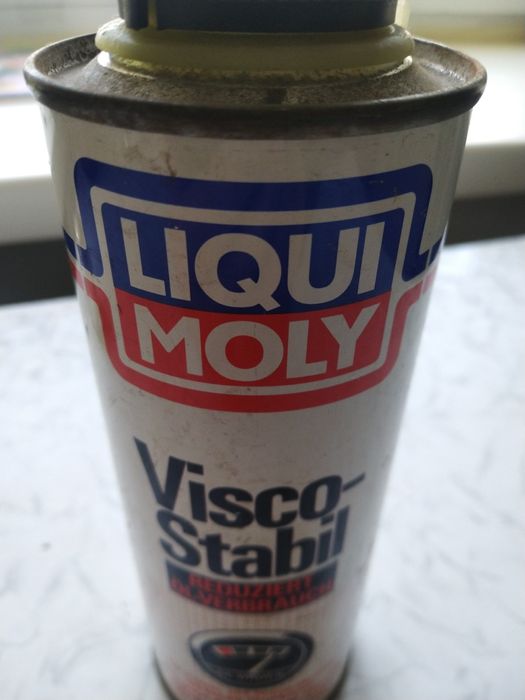 LIQUI
MOLY
Visco-
Stabil
REDUZIERT
ÖLVERBRAUCH